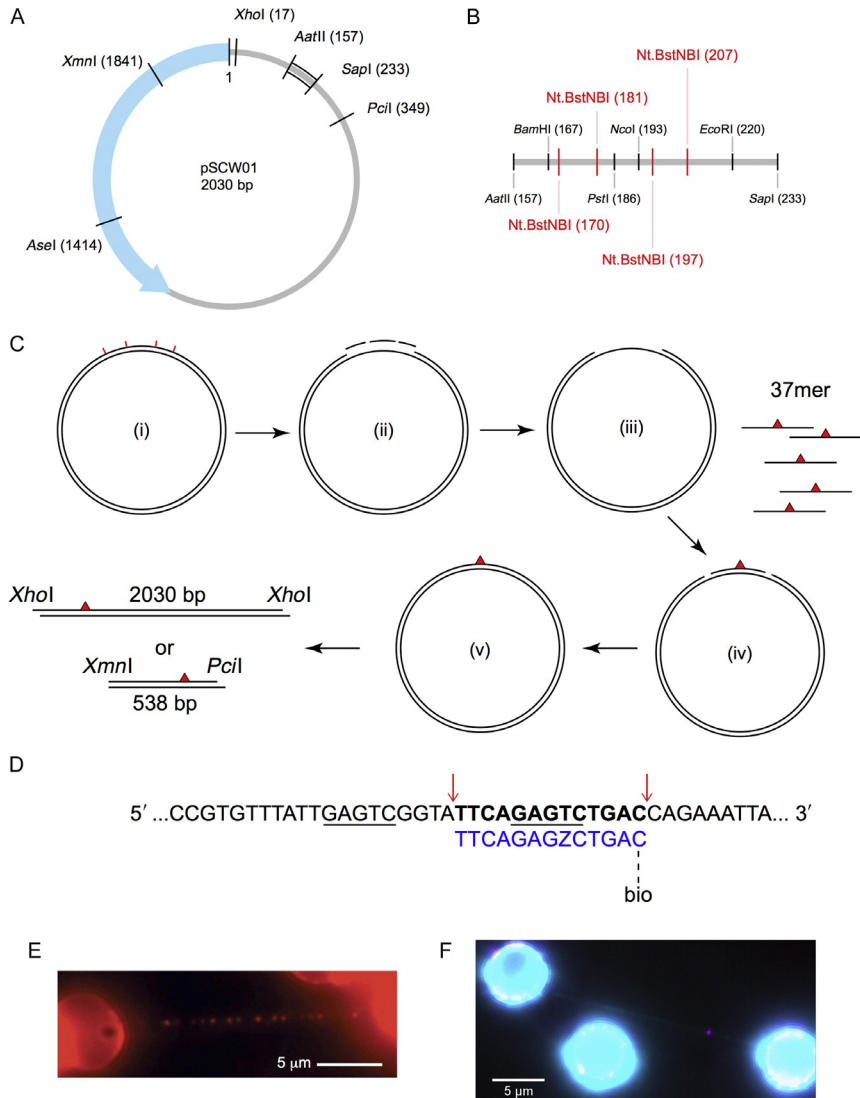 A
XhoI (17)
AatII (157)
XmnI (1841)
SapI (233)
PciI (349)
1
pSCW01
2030 bp
AseI (1414)
B
Nt.BstNBI (207)
Nt.BstNBI (181)
BamHI (167)
NcoI (193)
EcoRI (220)
AatII (157)
PstI (186)
SapI (233)
Nt.BstNBI (170)
Nt.BstNBI (197)
C
37mer
(i)
(ii)
(iii)
XhoI
2030 bp
XhoI
or
XmnI
PciI
538 bp
(v)
(iv)
D
5′ ...CCGTGTTTATTGAGTCGGTATTCAGAGTCTGACCAGAAATTA... 3′
TTCAGAGZCTGAC
bio
E
5 μm
F
5 μm